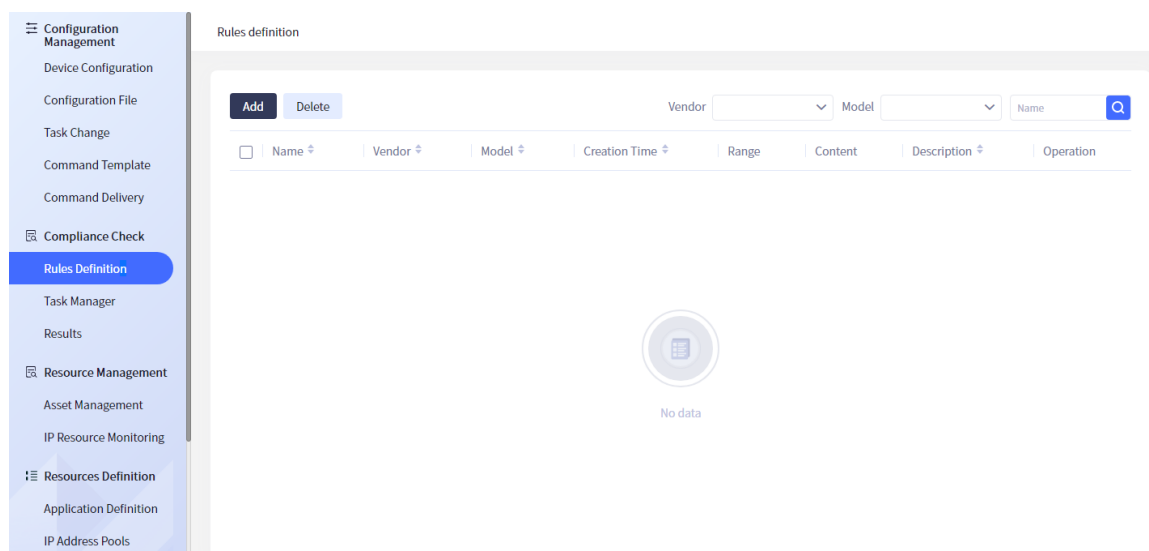 Configuration
Management
Device Configuration
Configuration File
Task Change
Command Template
Command Delivery
Compliance Check
Rules Definition
Task Manager
Results
Resource Management
Asset Management
IP Resource Monitoring
Resources Definition
Application Definition
IP Address Pools
Rules definition
Add Delete Vendor Model Name
Name Vendor Model Creation Time Range Content Description Operation
No data